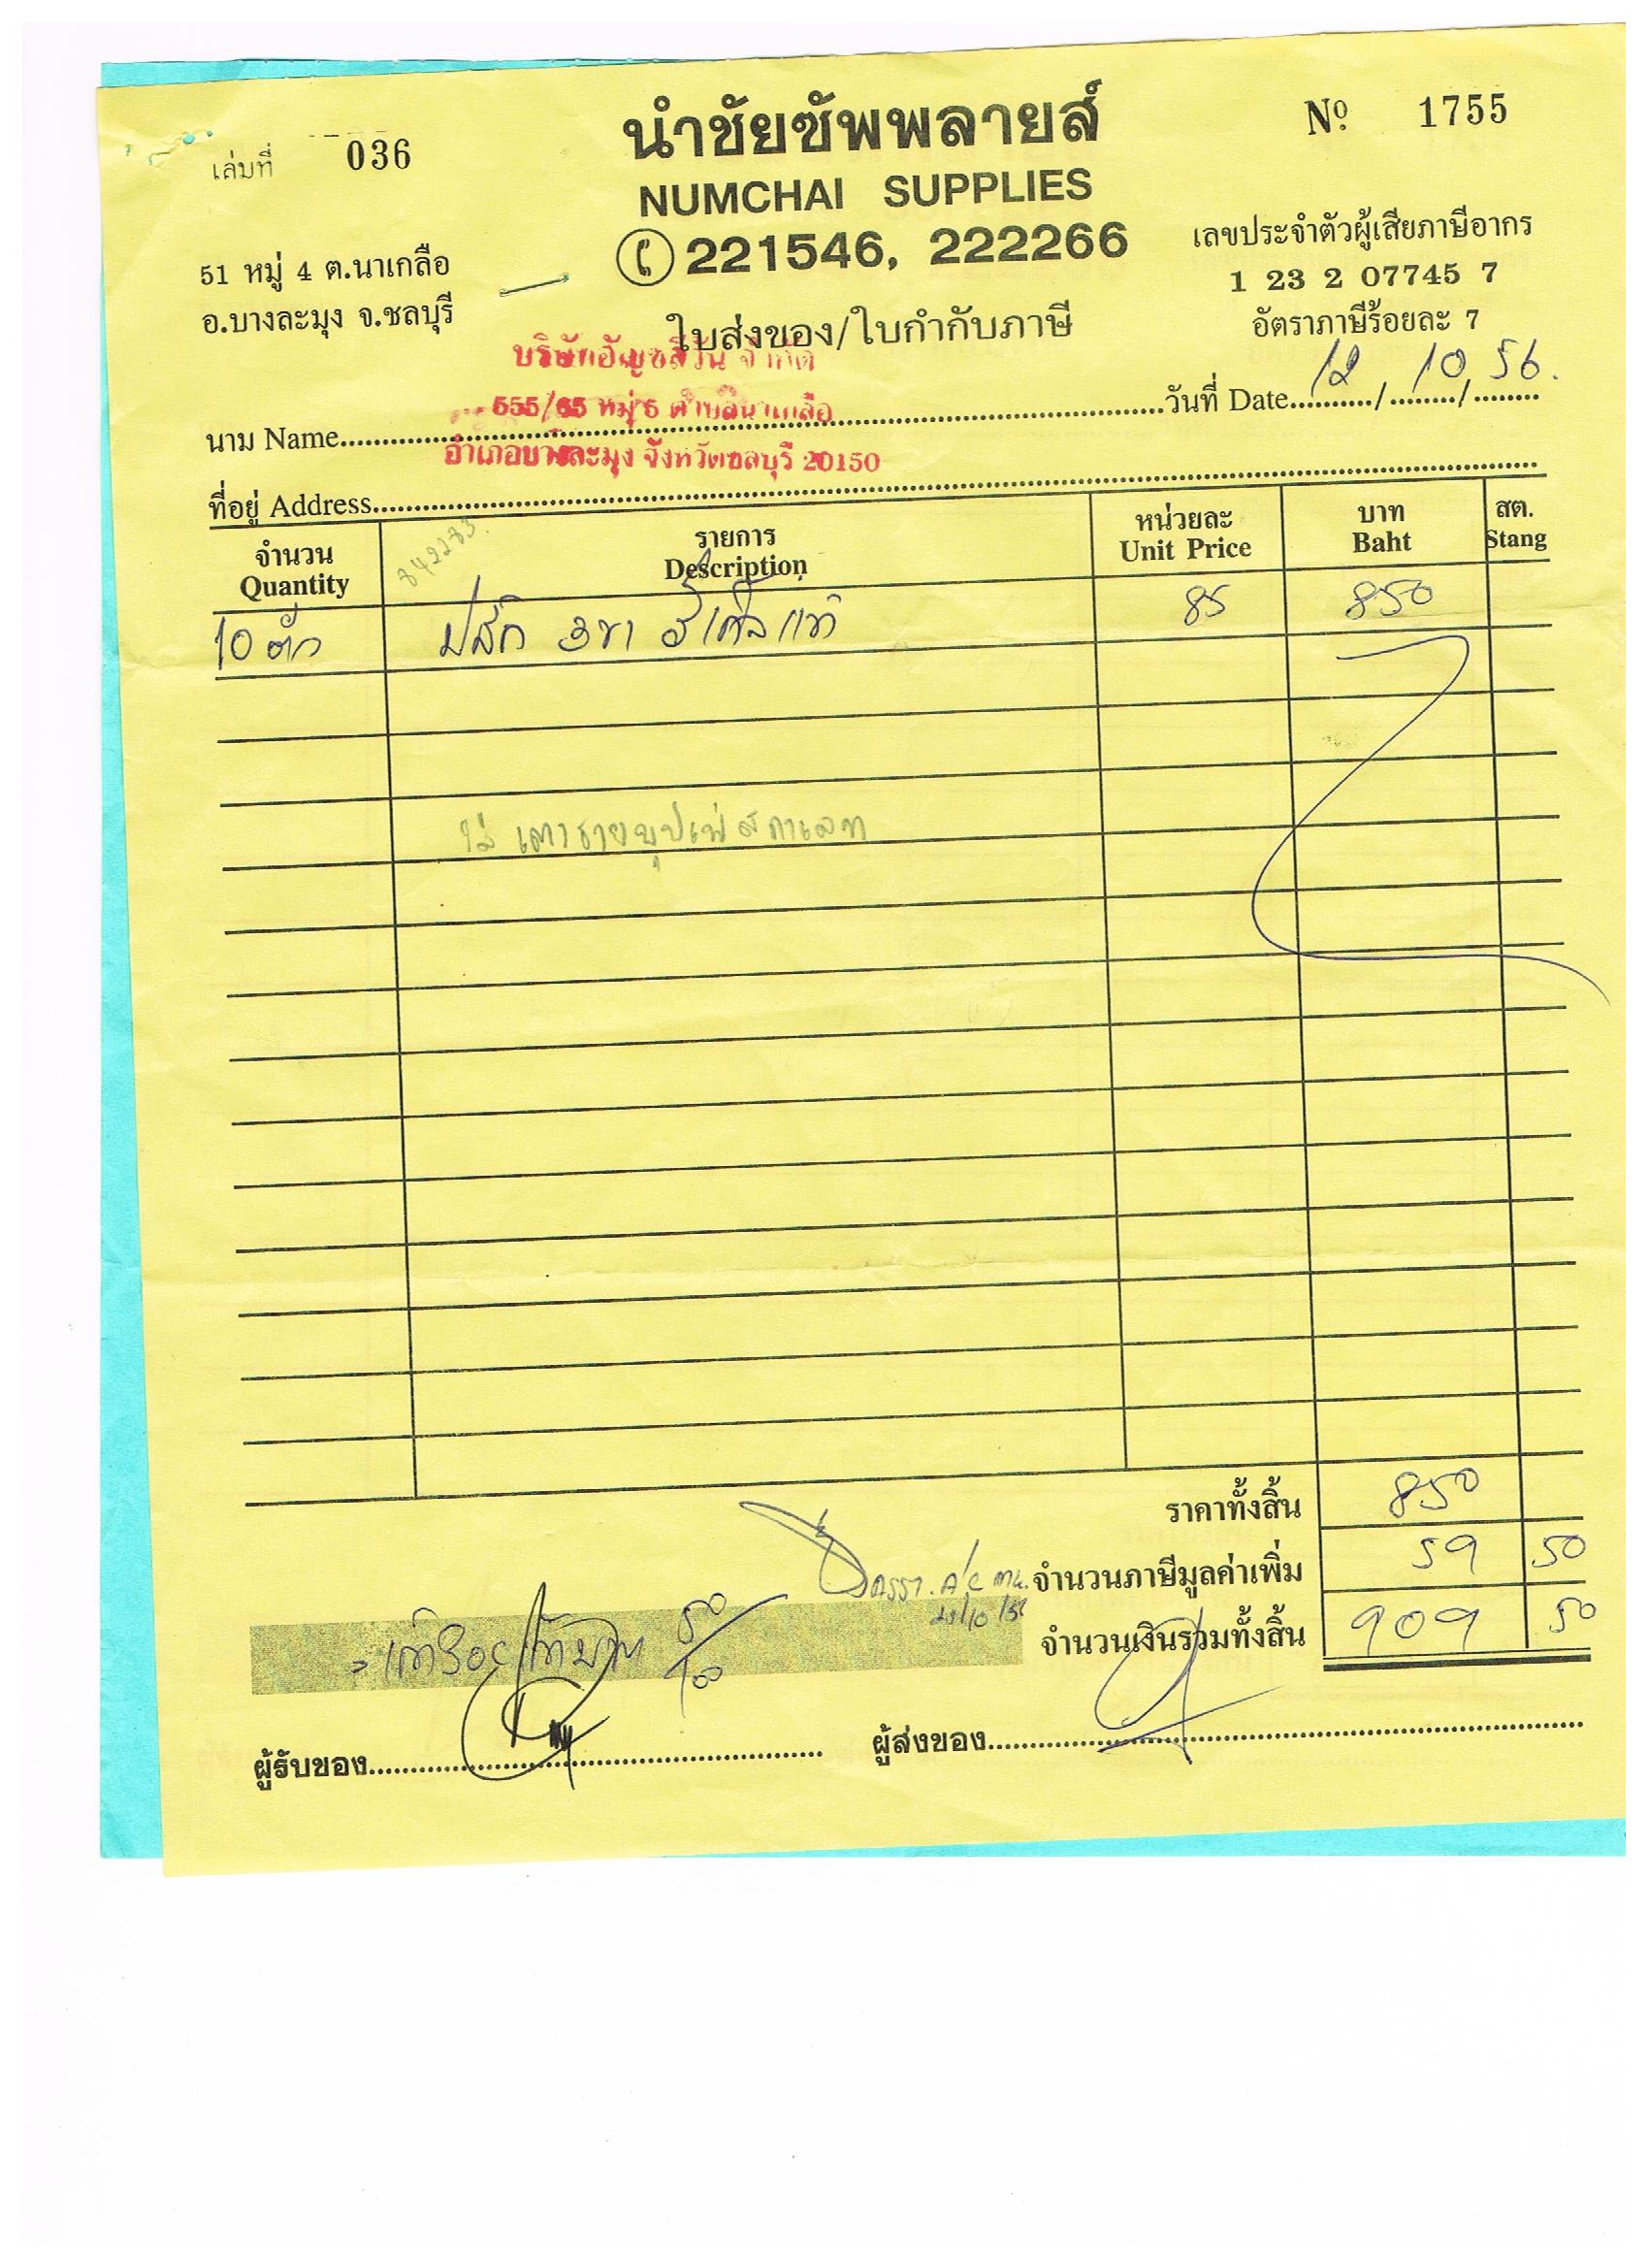 เล่มที่ 036
นำชัยซัพพลายส์
NUMCHAI SUPPLIES
221546, 222266
Nº 1755
51 หมู่ 4 ต.นาเกลือ
อ.บางละมุง จ.ชลบุรี
เลขประจำตัวผู้เสียภาษีอากร
1 23 2 07745 7
อัตราภาษีร้อยละ 7
ใบส่งของ/ใบกำกับภาษี
บริษัท จำกัด
555/65 หมู่ 5 ตำบลนาเกลือ
อำเภอบางละมุง จังหวัดชลบุรี 20150
วันที่ Date 12/10/56
นาม Name
ที่อยู่ Address
จำนวน รายการ หน่วยละ บาท สต.
Quantity Description Unit Price Baht Stang
10 ตัว ปลั๊ก 3ขา 85 850
ราคาทั้งสิ้น 850
จำนวนภาษีมูลค่าเพิ่ม 59 50
จำนวนเงินรวมทั้งสิ้น 909 50
ผู้รับของ
ผู้ส่งของ